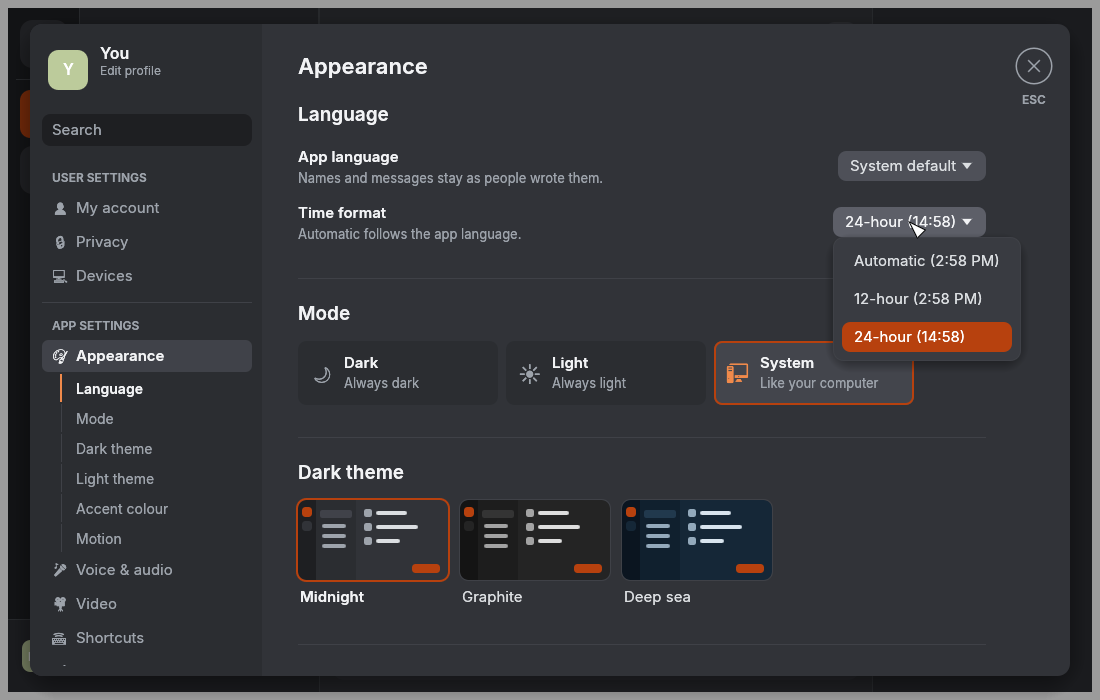 Y
You
Edit profile
Search
USER SETTINGS
My account
Privacy
Devices
APP SETTINGS
Appearance
Language
Mode
Dark theme
Light theme
Accent colour
Motion
Voice & audio
Video
Shortcuts
Appearance
ESC
Language
App language
Names and messages stay as people wrote them.
System default
Time format
Automatic follows the app language.
24-hour (14:58)
Automatic (2:58 PM)
12-hour (2:58 PM)
24-hour (14:58)
Mode
Dark
Always dark
Light
Always light
System
Like your computer
Dark theme
Midnight
Graphite
Deep sea